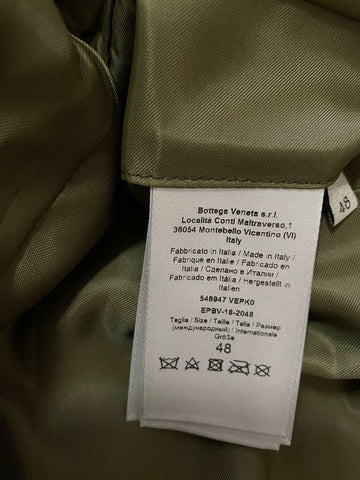 Bottega Veneta s.r.l.
Località Conti Maltraverso,1
36054 Montebello Vicentino (VI)
Italy
Fabbricato in Italia / Made in Italy /
Fabriqué en Italie / Fabricado en
Italia / Сделано в Италии /
Fabricado em Itália / Hergestellt in
Italien
548947 VEPK0
EPBV-18-2048
Taglia / Size / Taille / Talla / Размер
(международный) / Internationale
Größe
48
48